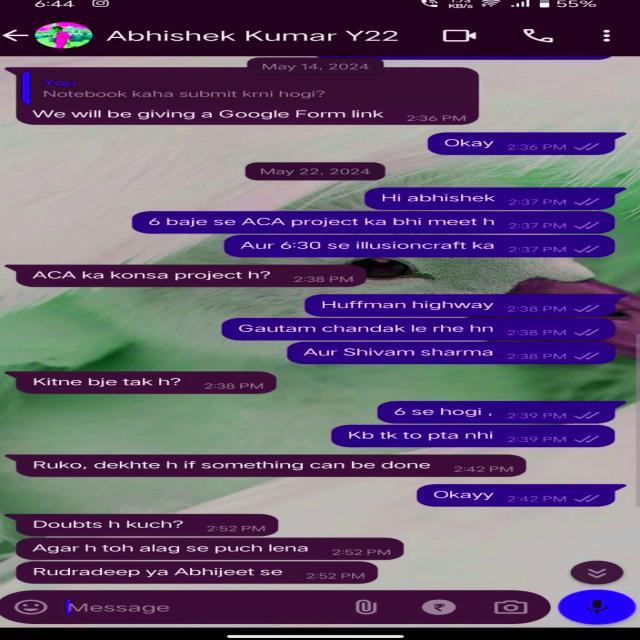 6:44
KB/s
55%
Abhishek Kumar Y22
May 14, 2024
You
Notebook kaha submit krni hogi?
We will be giving a Google Form link 2:36 PM
Okay 2:36 PM
May 22, 2024
Hi abhishek 2:37 PM
6 baje se ACA project ka bhi meet h 2:37 PM
Aur 6:30 se illusioncraft ka 2:37 PM
ACA ka konsa project h? 2:38 PM
Huffman highway 2:38 PM
Gautam chandak le rhe hn 2:38 PM
Aur Shivam sharma 2:38 PM
Kitne bje tak h? 2:38 PM
6 se hogi , 2:39 PM
Kb tk to pta nhi 2:39 PM
Ruko, dekhte h if something can be done 2:42 PM
Okayy 2:42 PM
Doubts h kuch? 2:52 PM
Agar h toh alag se puch lena 2:52 PM
Rudradeep ya Abhijeet se 2:52 PM
Message
₹